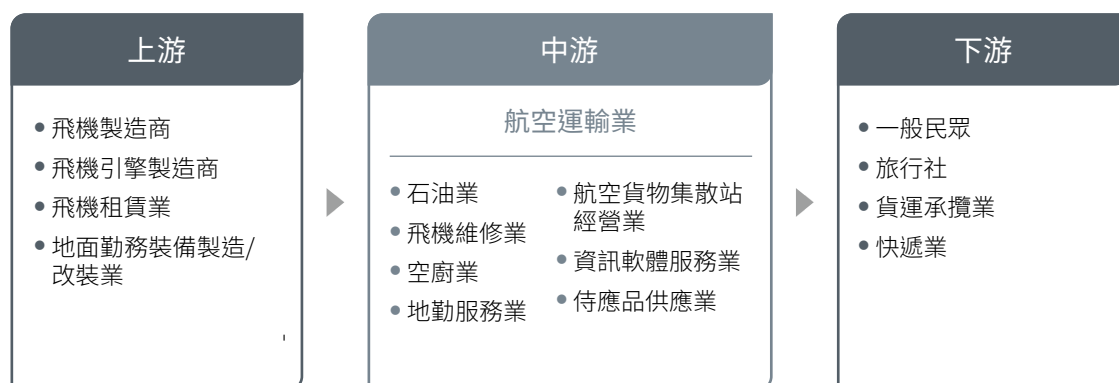 上游
• 飛機製造商
• 飛機引擎製造商
• 飛機租賃業
• 地面勤務裝備製造/
改裝業
中游
航空運輸業
• 石油業
• 飛機維修業
• 空廚業
• 地勤服務業
• 航空貨物集散站
經營業
• 資訊軟體服務業
• 侍應品供應業
下游
• 一般民眾
• 旅行社
• 貨運承攬業
• 快遞業